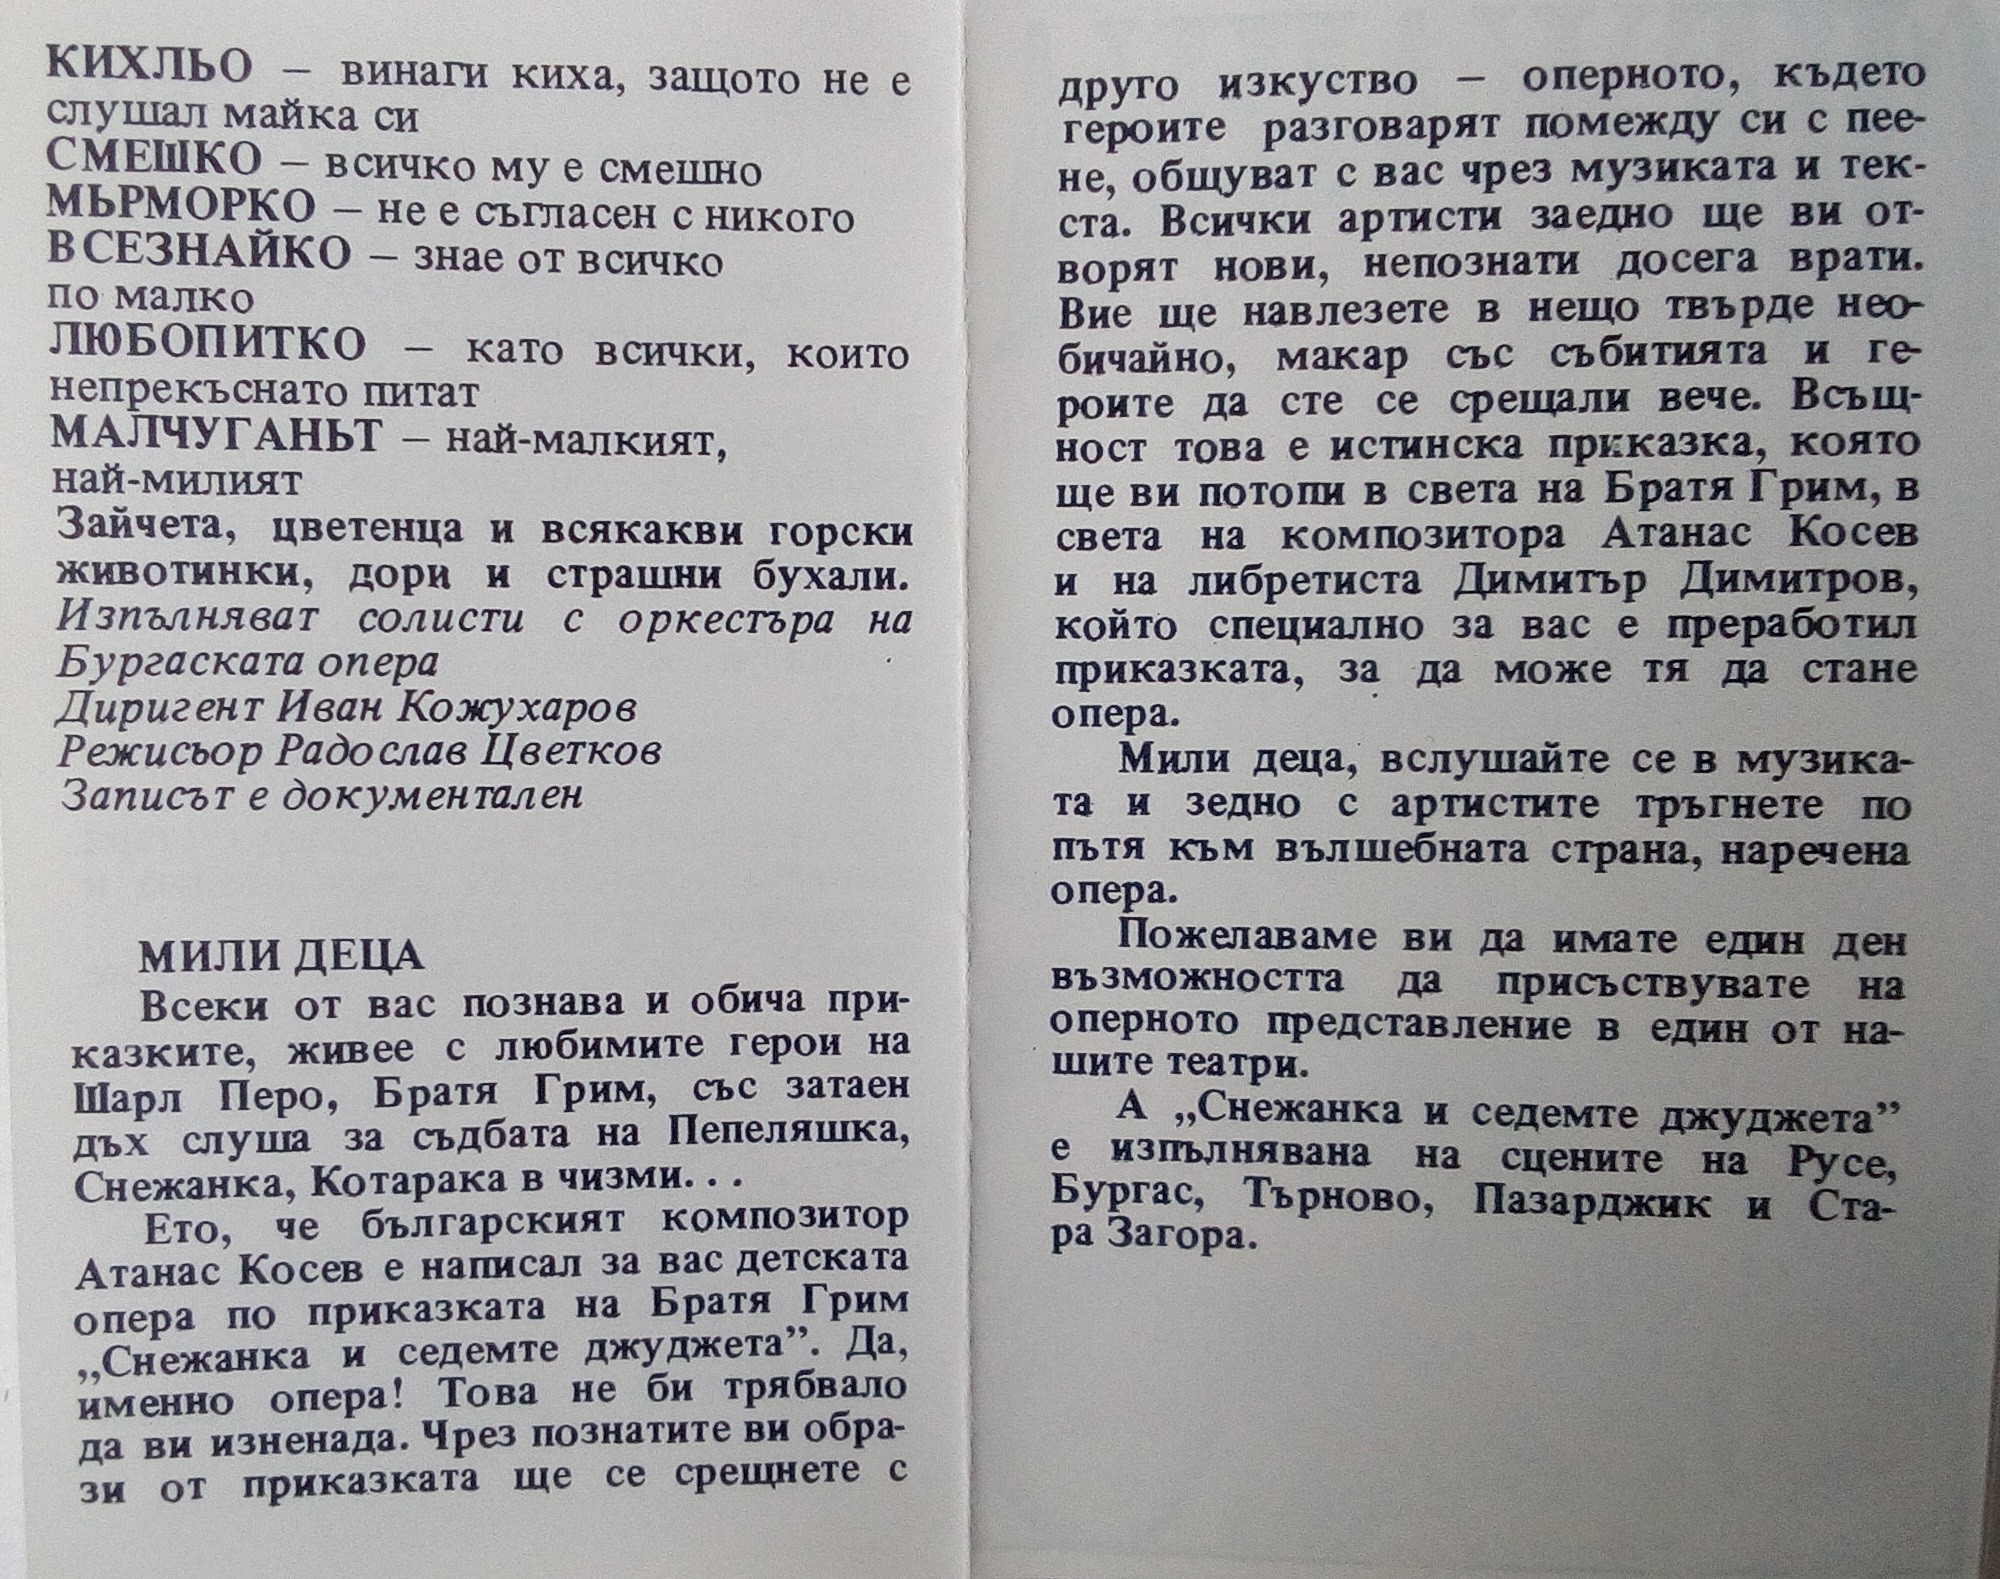 КИХЛЬО – винаги киха, защото не е
слушал майка си
СМЕШКО – всичко му е смешно
МЬРМОРКО – не е съгласен с никого
ВСЕЗНАЙКО – знае от всичко
по малко
ЛЮБОПИТКО – като всички, които
непрекъснато питат
МАЛЧУГАНЬТ – най-малкият,
най-милият
Зайчета, цветенца и всякакви горски
животинки, дори и страшни бухали.
Изпълняват солисти с оркестъра на
Бургаската опера
Диригент Иван Кожухаров
Режисьор Радослав Цветков
Записът е документален
МИЛИ ДЕЦА
Всеки от вас познава и обича при-
казките, живее с любимите герои на
Шарл Перо, Братя Грим, със затаен
дъх слуша за съдбата на Пепеляшка,
Снежанка, Котарака в чизми...
Ето, че българският композитор
Атанас Косев е написал за вас детската
опера по приказката на Братя Грим
„Снежанка и седемте джуджета”. Да,
именно опера! Това не би трябвало
да ви изненада. Чрез познатите ви обра-
зи от приказката ще се срещнете с
друго изкуство – оперното, където
героите разговарят помежду си с пее-
не, общуват с вас чрез музиката и тек-
ста. Всички артисти заедно ще ви от-
ворят нови, непознати досега врати.
Вие ще навлезете в нещо твърде нео-
бичайно, макар със събитията и ге-
роите да сте се срещали вече. Всъщ-
ност това е истинска приказка, която
ще ви потопи в света на Братя Грим, в
света на композитора Атанас Косев
и на либретиста Димитър Димитров,
който специално за вас е преработил
приказката, за да може тя да стане
опера.
Мили деца, вслушайте се в музика-
та и зедно с артистите тръгнете по
пътя към вълшебната страна, наречена
опера.
Пожелаваме ви да имате един ден
възможността да присъствувате на
оперното представление в един от на-
шите театри.
А „Снежанка и седемте джуджета”
е изпълнявана на сцените на Русе,
Бургас, Търново, Пазарджик и Ста-
ра Загора.